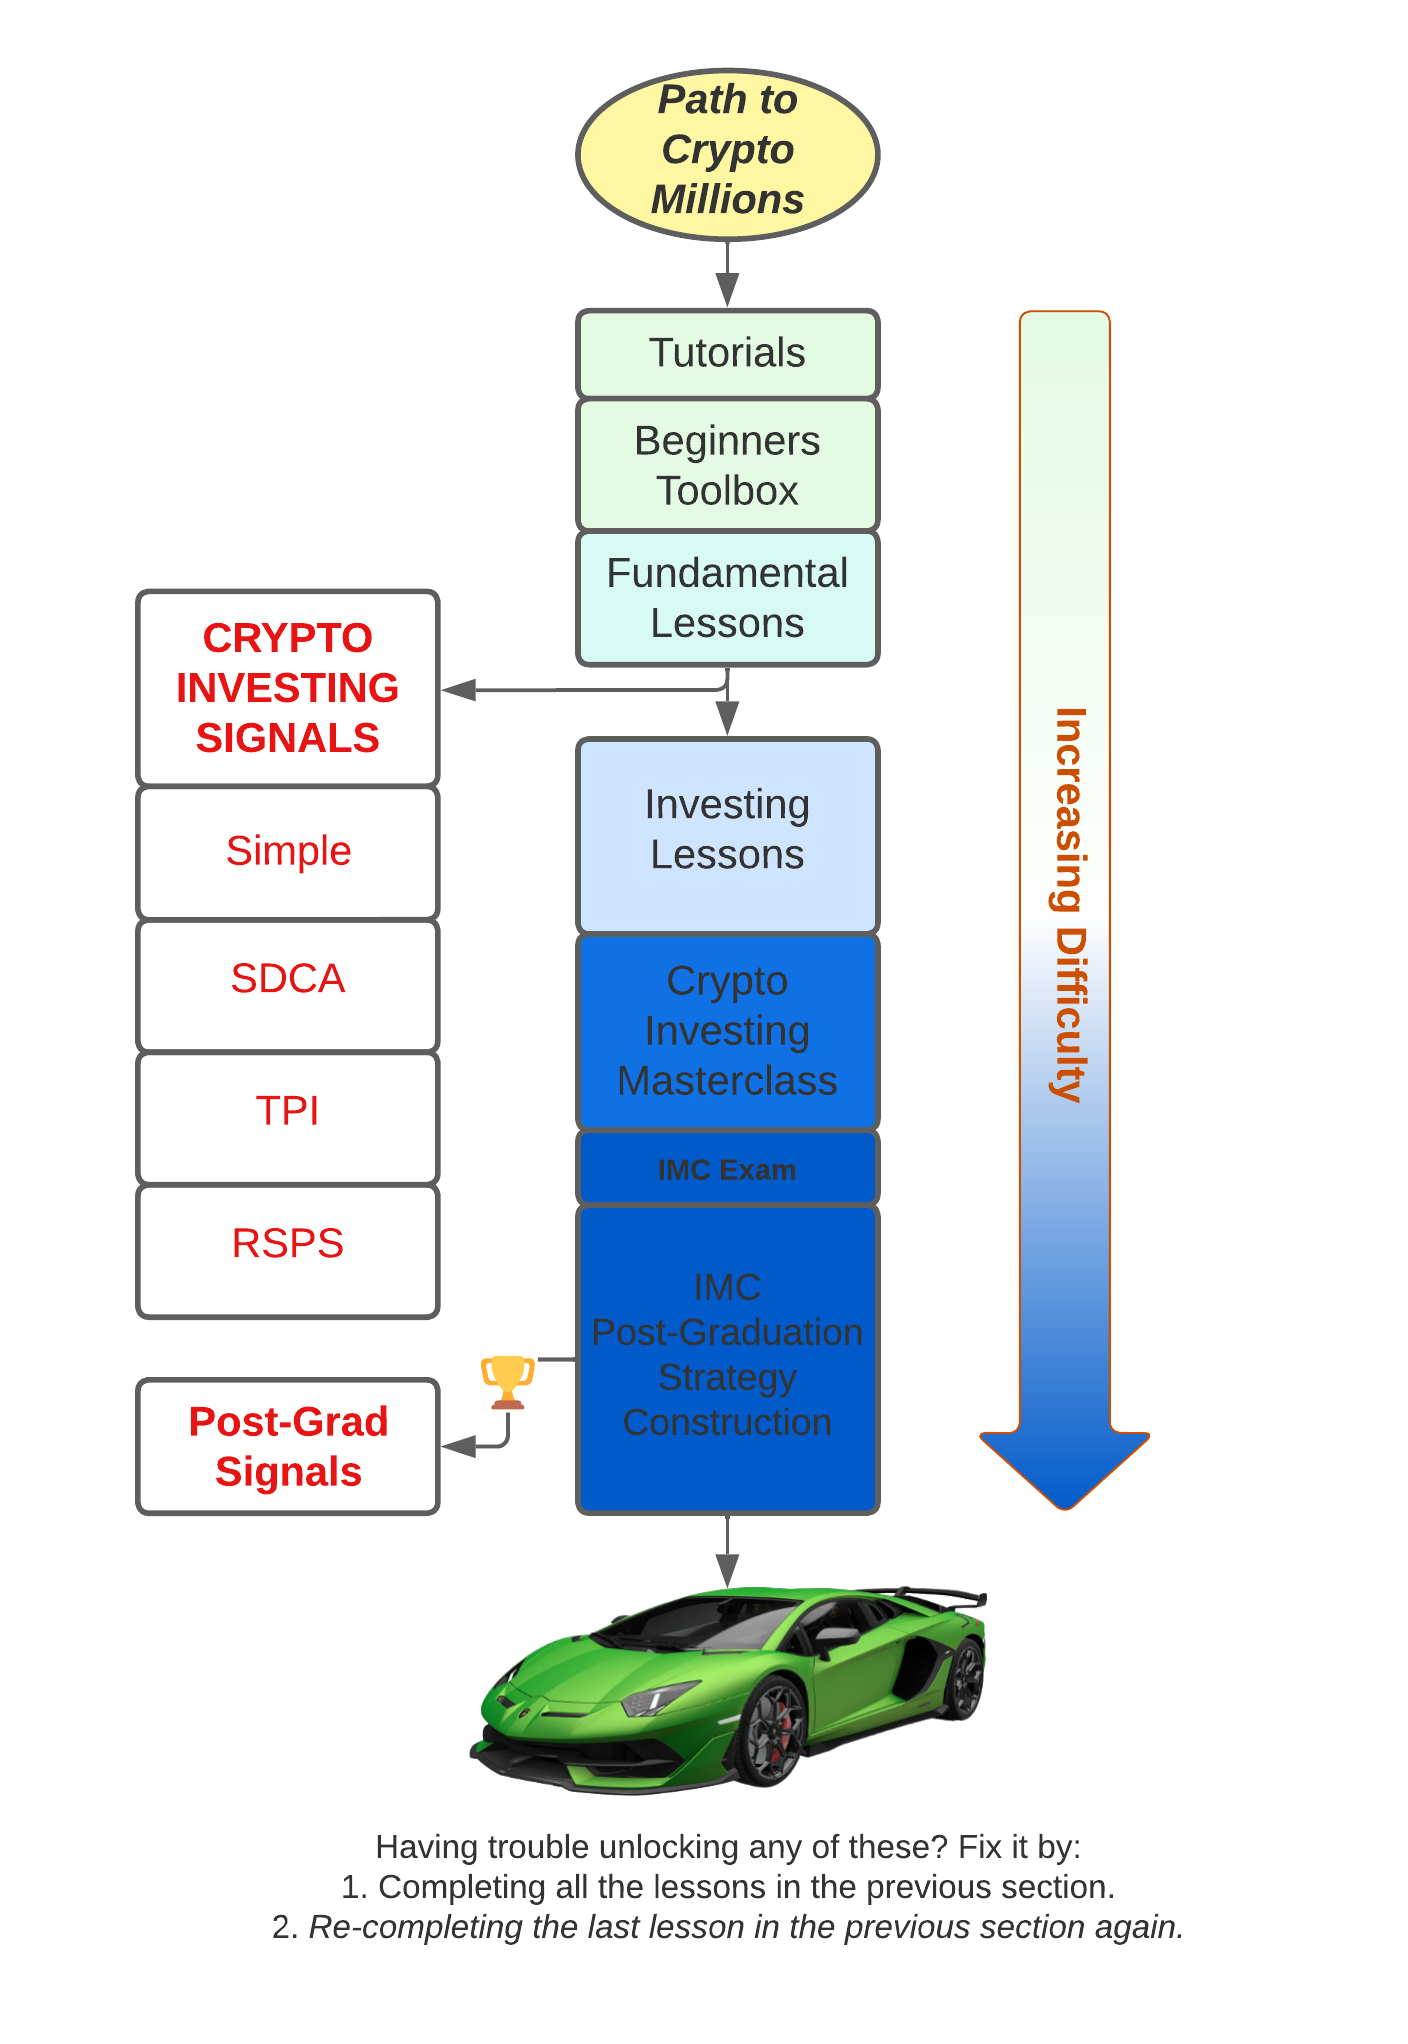 Path to
Crypto
Millions
Tutorials
Beginners
Toolbox
Fundamental
Lessons
CRYPTO
INVESTING
SIGNALS
Simple
SDCA
TPI
RSPS
Investing
Lessons
Crypto
Investing
Masterclass
IMC Exam
IMC
Post-Graduation
Strategy
Construction
Post-Grad
Signals
Increasing Difficulty
Having trouble unlocking any of these? Fix it by:
1. Completing all the lessons in the previous section.
2. Re-completing the last lesson in the previous section again.